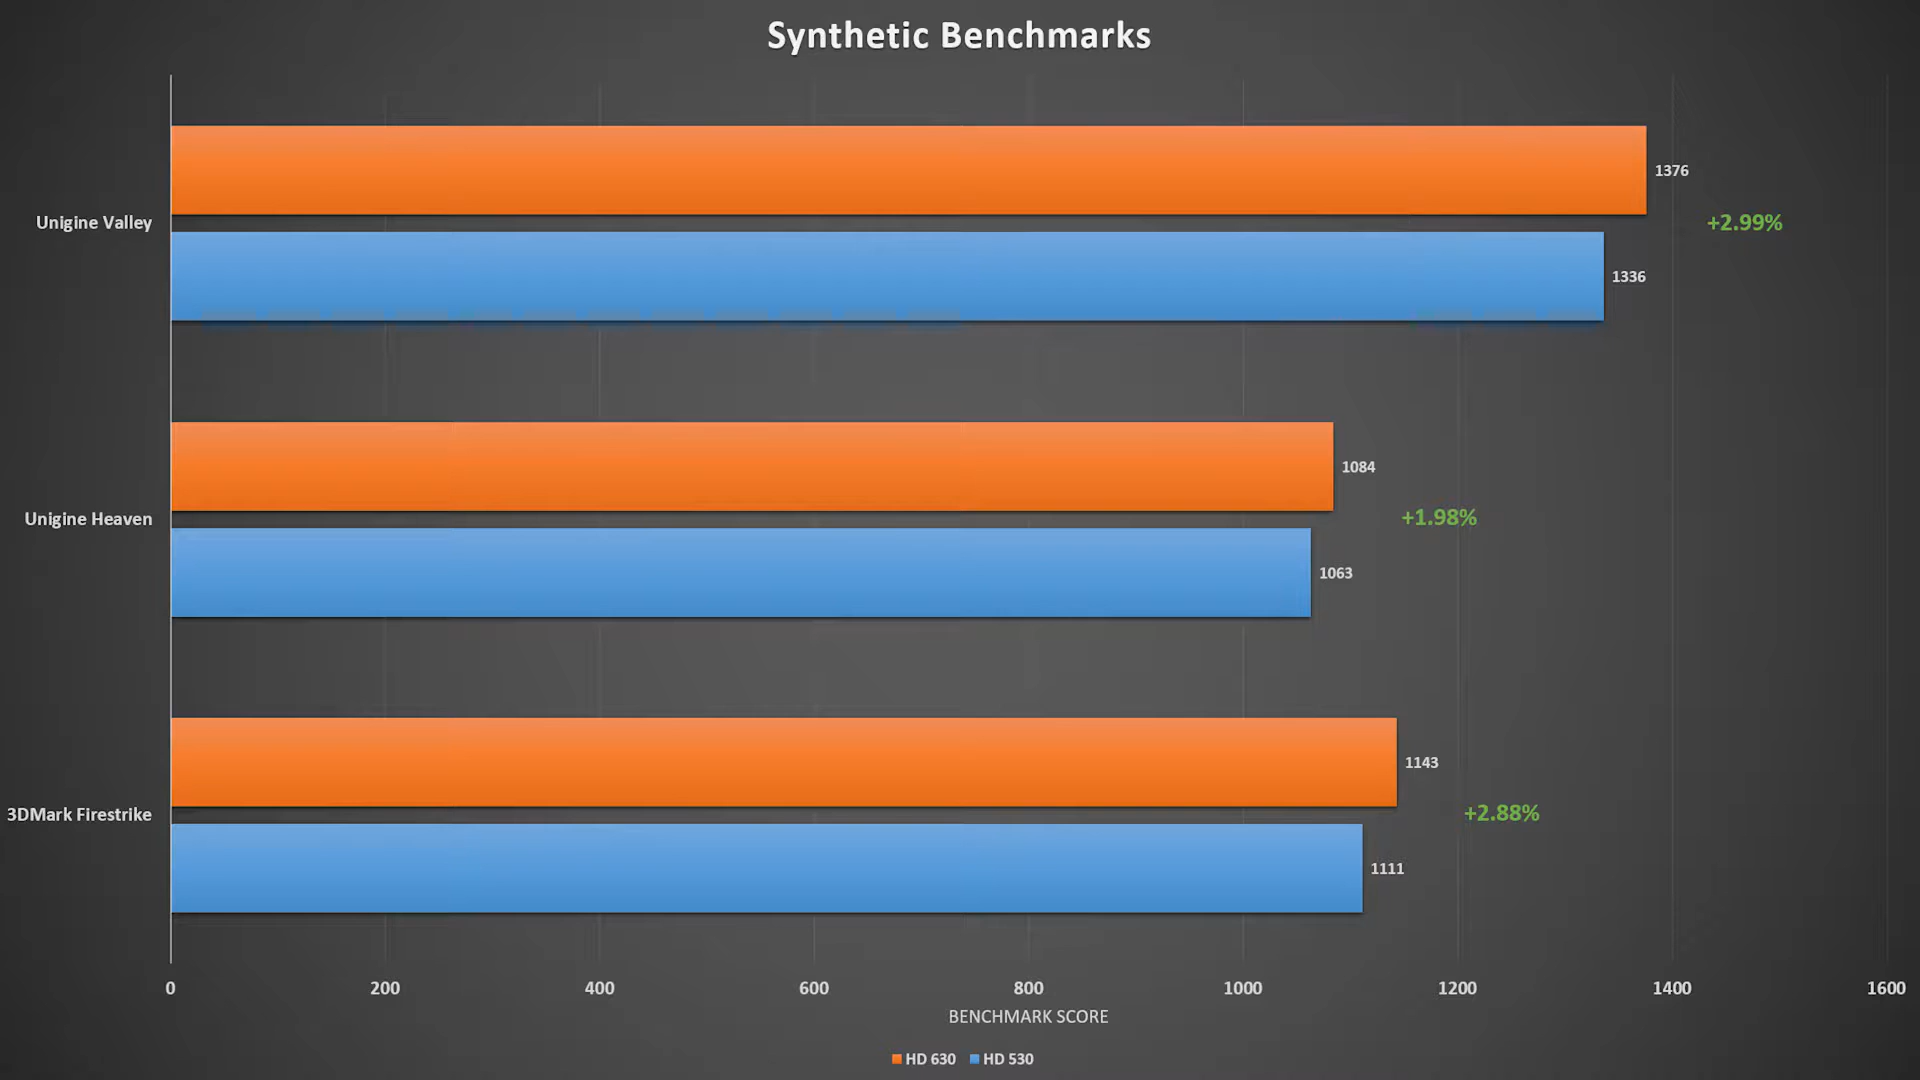 Synthetic Benchmarks
1376
Unigine Valley
+2.99%
1336
1084
Unigine Heaven
+1.98%
1063
1143
3DMark Firestrike
+2.88%
1111
0 200 400 600 800 1000 1200 1400 1600
BENCHMARK SCORE
HD 630 HD 530